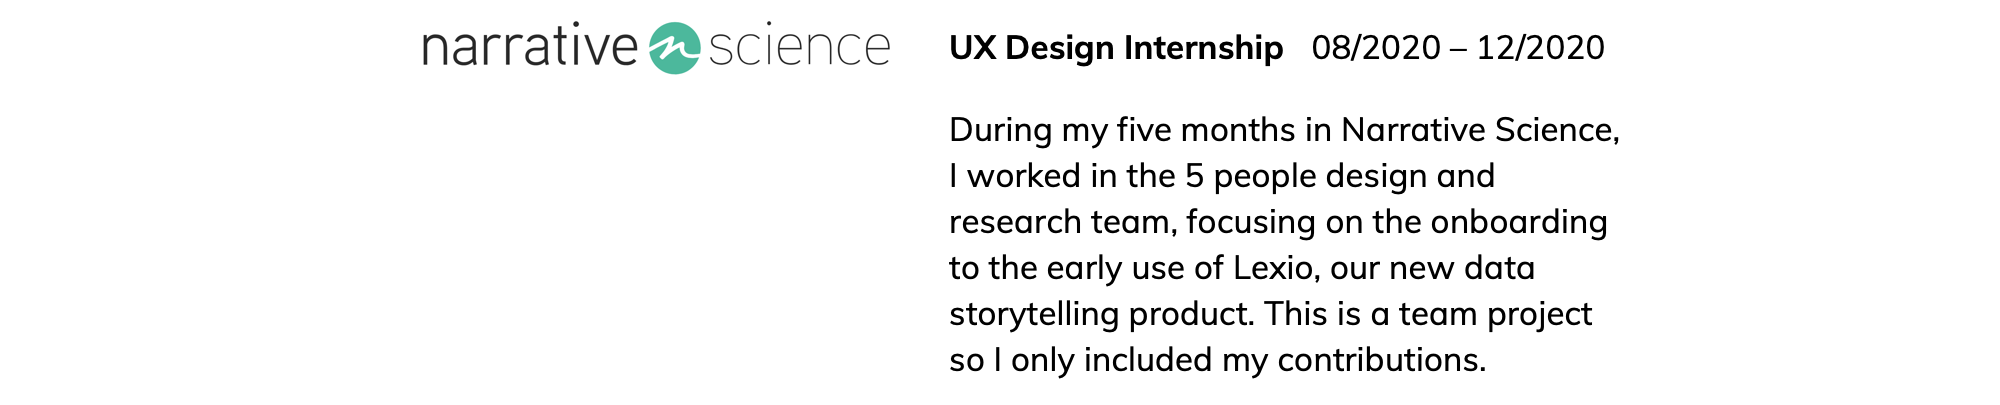 narrative science
UX Design Internship 08/2020 – 12/2020
During my five months in Narrative Science,
I worked in the 5 people design and
research team, focusing on the onboarding
to the early use of Lexio, our new data
storytelling product. This is a team project
so I only included my contributions.